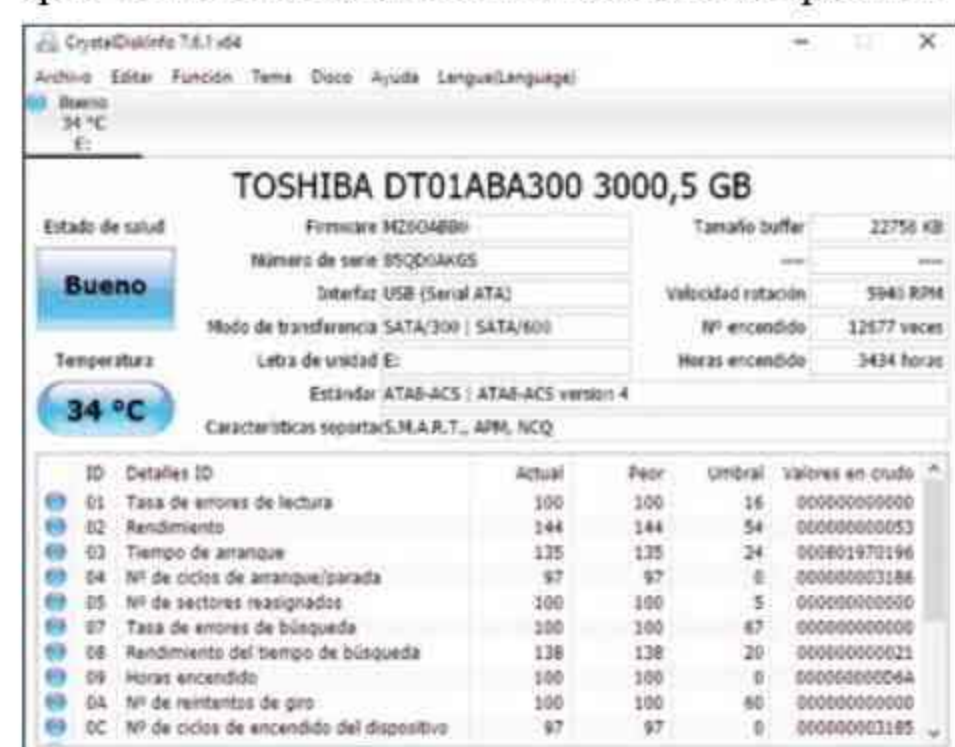 CrystalDiskInfo 7.6.1 x64
Archivo Editar Función Tema Disco Ayuda Lengua(Language)
Bueno
34 °C
E:
TOSHIBA DT01ABA300 3000,5 GB
Estado de salud
Bueno
Temperatura
34 °C
Firmware
Número de serie
Interfaz USB (Serial ATA)
Modo de transferencia SATA/300 | SATA/600
Letra de unidad E:
Estándar ATA8-ACS | ATA8-ACS version 4
Características soportac S.M.A.R.T., APM, NCQ
Tamaño buffer 22756 KB
----  ----
Velocidad rotación 5940 RPM
Nº encendido 12677 veces
Horas encendido 3434 horas
ID Detalles ID Actual Peor Umbral Valores en crudo
01 Tasa de errores de lectura 100 100 16 000000000000
02 Rendimiento 144 144 54 000000000053
03 Tiempo de arranque 135 135 24 000801970196
04 Nº de ciclos de arranque/parada 97 97 0 000000003186
05 Nº de sectores reasignados 100 100 5 000000000000
07 Tasa de errores de búsqueda 100 100 67 000000000000
08 Rendimiento del tiempo de búsqueda 138 138 20 000000000021
09 Horas encendido 100 100 0 000000000D6A
0A Nº de reintentos de giro 100 100 60 000000000000
0C Nº de ciclos de encendido del dispositivo 97 97 0 000000003185